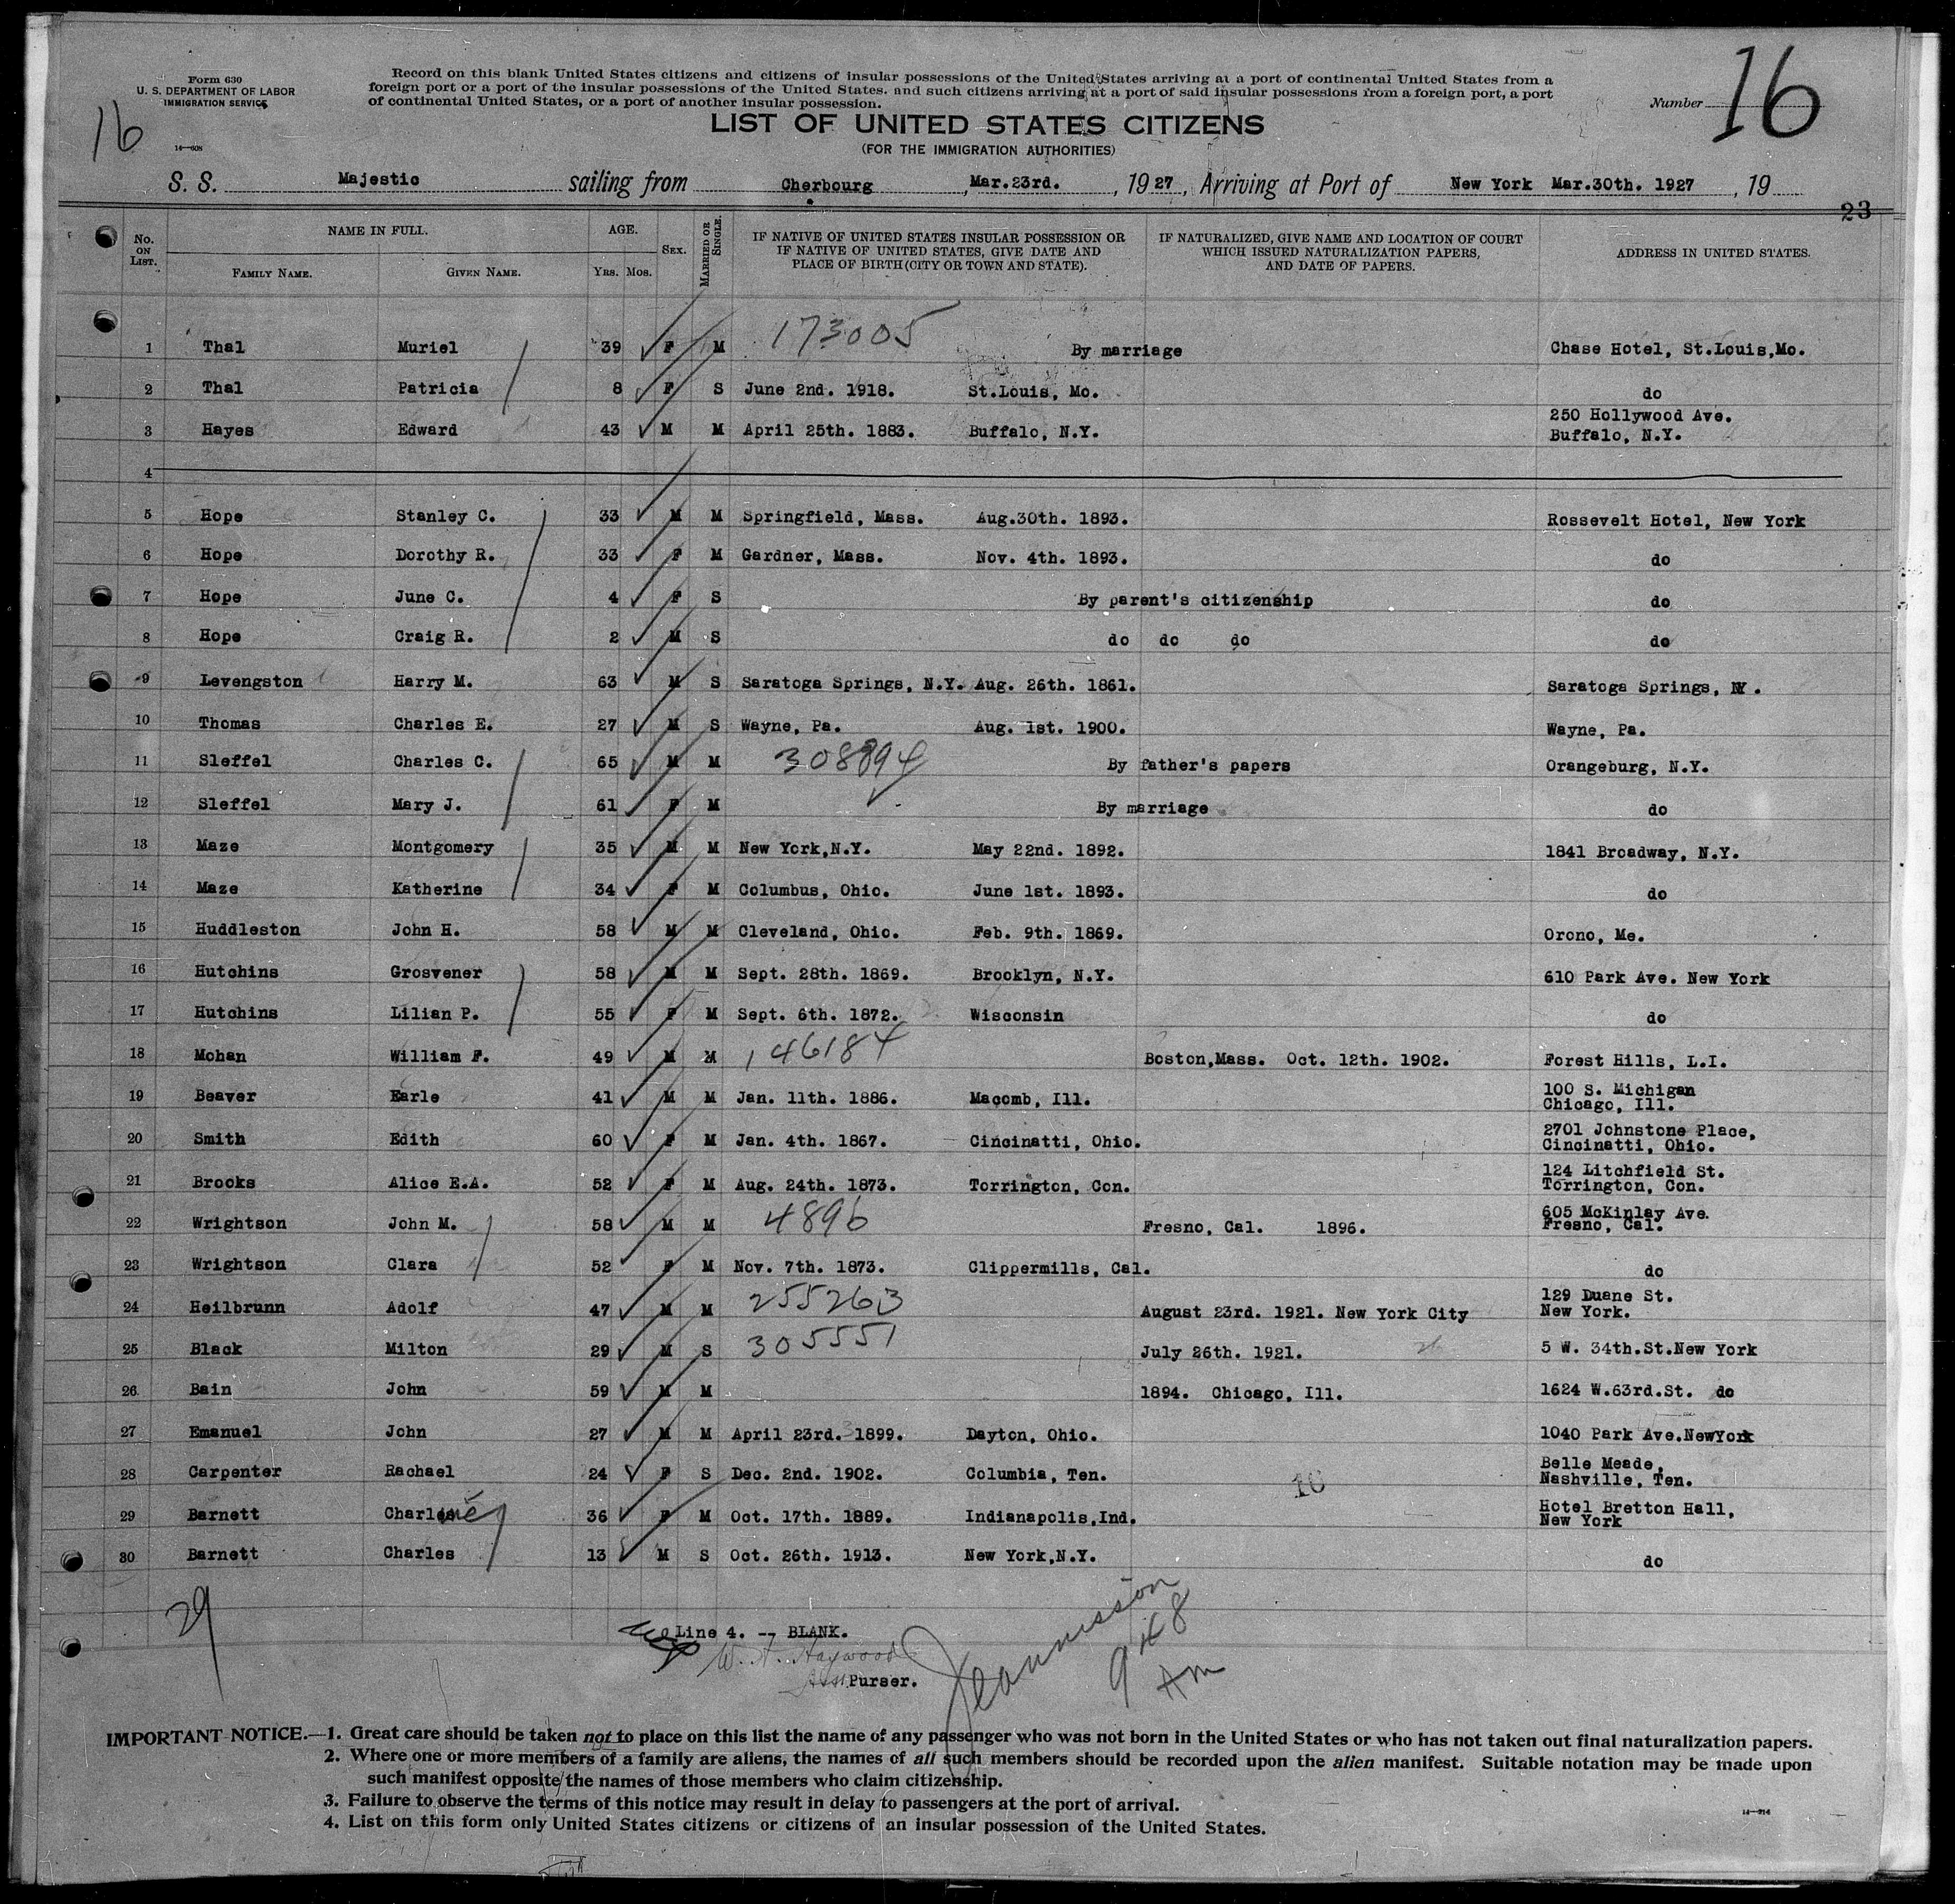 Form 630
U. S. DEPARTMENT OF LABOR
IMMIGRATION SERVICE
14—608
16
Record on this blank United States citizens and citizens of insular possessions of the United States arriving at a port of continental United States from a
foreign port or a port of the insular possessions of the United States. and such citizens arriving at a port of said insular possessions from a foreign port, a port
of continental United States, or a port of another insular possession.
Number 16
LIST OF UNITED STATES CITIZENS
(FOR THE IMMIGRATION AUTHORITIES)
S. S. Majestic sailing from Cherbourg , Mar.23rd. , 1927, Arriving at Port of New York Mar.30th. 1927 , 19
23
No. ON LIST. NAME IN FULL. FAMILY NAME. GIVEN NAME. AGE. YRS. MOS. SEX. MARRIED OR SINGLE. IF NATIVE OF UNITED STATES INSULAR POSSESSION OR IF NATIVE OF UNITED STATES, GIVE DATE AND PLACE OF BIRTH (CITY OR TOWN AND STATE). IF NATURALIZED, GIVE NAME AND LOCATION OF COURT WHICH ISSUED NATURALIZATION PAPERS, AND DATE OF PAPERS. ADDRESS IN UNITED STATES.
1 Thal Muriel 39 F M 173005 By marriage Chase Hotel, St.Louis,Mo.
2 Thal Patricia 8 F S June 2nd. 1918. St.Louis, Mo. do
3 Hayes Edward 43 M M April 25th. 1883. Buffalo, N.Y. 250 Hollywood Ave. Buffalo, N.Y.
4
5 Hope Stanley C. 33 M M Springfield, Mass. Aug.30th. 1893. Rossevelt Hotel, New York
6 Hope Dorothy R. 33 F M Gardner, Mass. Nov. 4th. 1893. do
7 Hope June C. 4 F S By parent's citizenship do
8 Hope Craig R. 2 M S do do do do
9 Levengston Harry M. 63 M S Saratoga Springs, N.Y. Aug. 26th. 1861. Saratoga Springs, NY.
10 Thomas Charles E. 27 M S Wayne, Pa. Aug. 1st. 1900. Wayne, Pa.
11 Sleffel Charles C. 65 M M 308894 By father's papers Orangeburg, N.Y.
12 Sleffel Mary J. 61 F M By marriage do
13 Maze Montgomery 35 M M New York,N.Y. May 22nd. 1892. 1841 Broadway, N.Y.
14 Maze Katherine 34 F M Columbus, Ohio. June 1st. 1893. do
15 Huddleston John H. 58 M M Cleveland, Ohio. Feb. 9th. 1869. Orono, Me.
16 Hutchins Grosvener 58 M M Sept. 28th. 1869. Brooklyn, N.Y. 610 Park Ave. New York
17 Hutchins Lilian P. 55 F M Sept. 6th. 1872. Wisconsin do
18 Mohan William F. 49 M M 146184 Boston,Mass. Oct. 12th. 1902. Forest Hills, L.I.
19 Beaver Earle 41 M M Jan. 11th. 1886. Macomb, Ill. 100 S. Michigan Chicago, Ill.
20 Smith Edith 60 F M Jan. 4th. 1867. Cincinatti, Ohio. 2701 Johnstone Place, Cincinatti, Ohio.
21 Brooks Alice E.A. 52 F M Aug. 24th. 1873. Torrington, Con. 124 Litchfield St. Torrington, Con.
22 Wrightson John M. 58 M M 4896 Fresno, Cal. 1896. 605 McKinlay Ave. Fresno, Cal.
23 Wrightson Clara 52 F M Nov. 7th. 1873. Clippermills, Cal. do
24 Heilbrunn Adolf 47 M M 255263 August 23rd. 1921. New York City 129 Duane St. New York.
25 Black Milton 29 M S 305551 July 26th. 1921. 5 W. 34th.St.New York
26 Bain John 59 M M 1894. Chicago, Ill. 1624 W.63rd.St. do
27 Emanuel John 27 M M April 23rd. 1899. Dayton, Ohio. 1040 Park Ave.NewYork
28 Carpenter Rachael 24 F S Dec. 2nd. 1902. Columbia, Ten. Belle Meade, Nashville, Ten.
16
29 Barnett Charline 36 F M Oct. 17th. 1889. Indianapolis,Ind. Hotel Bretton Hall, New York
30 Barnett Charles 13 M S Oct. 26th. 1913. New York,N.Y. do
29
Line 4. -- BLANK.
W. A. Haywood
Asst Purser.
Jeannisson
948
AM
IMPORTANT NOTICE.—1. Great care should be taken not to place on this list the name of any passenger who was not born in the United States or who has not taken out final naturalization papers.
2. Where one or more members of a family are aliens, the names of all such members should be recorded upon the alien manifest. Suitable notation may be made upon
such manifest opposite the names of those members who claim citizenship.
3. Failure to observe the terms of this notice may result in delay to passengers at the port of arrival.
4. List on this form only United States citizens or citizens of an insular possession of the United States.
14—914